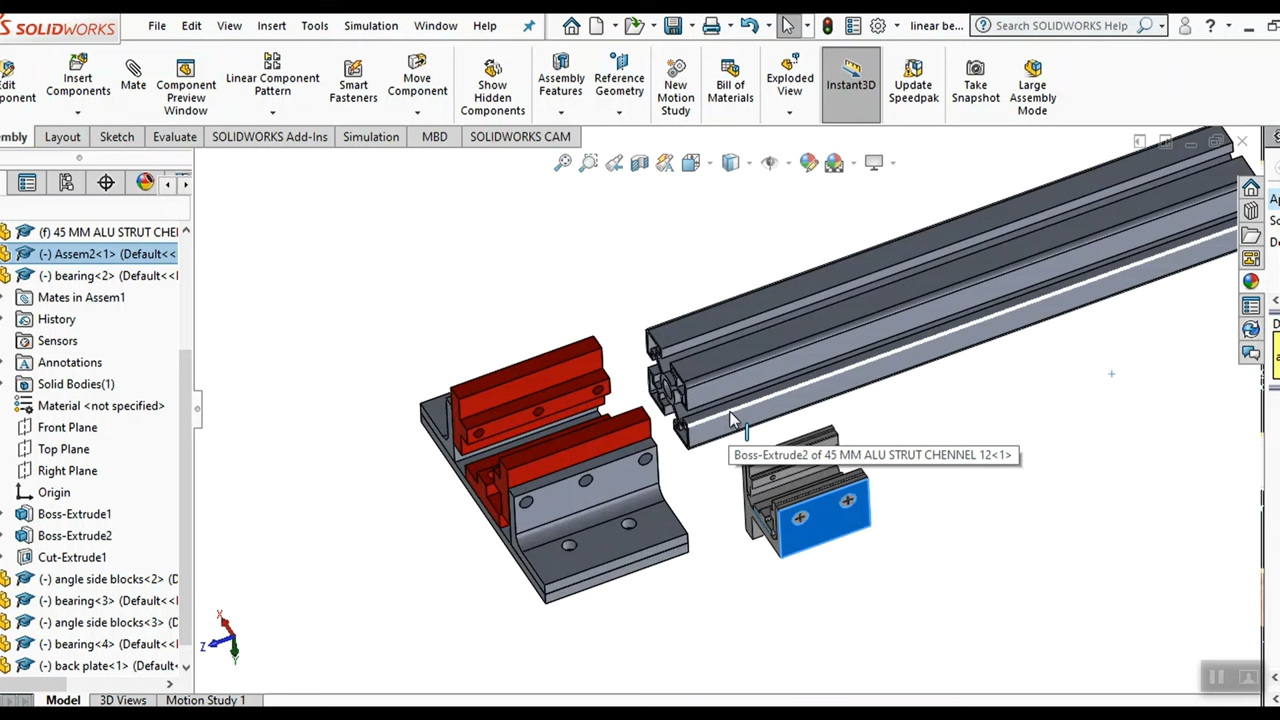 SOLIDWORKS
File Edit View Insert Tools Simulation Window Help
linear be...
Search SOLIDWORKS Help
?
Insert Components
Mate
Component Preview Window
Linear Component Pattern
Smart Fasteners
Move Component
Show Hidden Components
Assembly Features
Reference Geometry
New Motion Study
Bill of Materials
Exploded View
Instant3D
Update Speedpak
Take Snapshot
Large Assembly Mode
Layout Sketch Evaluate SOLIDWORKS Add-Ins Simulation MBD SOLIDWORKS CAM
(f) 45 MM ALU STRUT CHE
(-) Assem2<1> (Default<<
(-) bearing<2> (Default<<
Mates in Assem1
History
Sensors
Annotations
Solid Bodies(1)
Material <not specified>
Front Plane
Top Plane
Right Plane
Origin
Boss-Extrude1
Boss-Extrude2
Cut-Extrude1
(-) angle side blocks<2> (D
(-) bearing<3> (Default<<
(-) angle side blocks<3> (D
(-) bearing<4> (Default<<
(-) back plate<1> (Default<
Boss-Extrude2 of 45 MM ALU STRUT CHENNEL 12<1>
X
Z
Y
Model 3D Views Motion Study 1